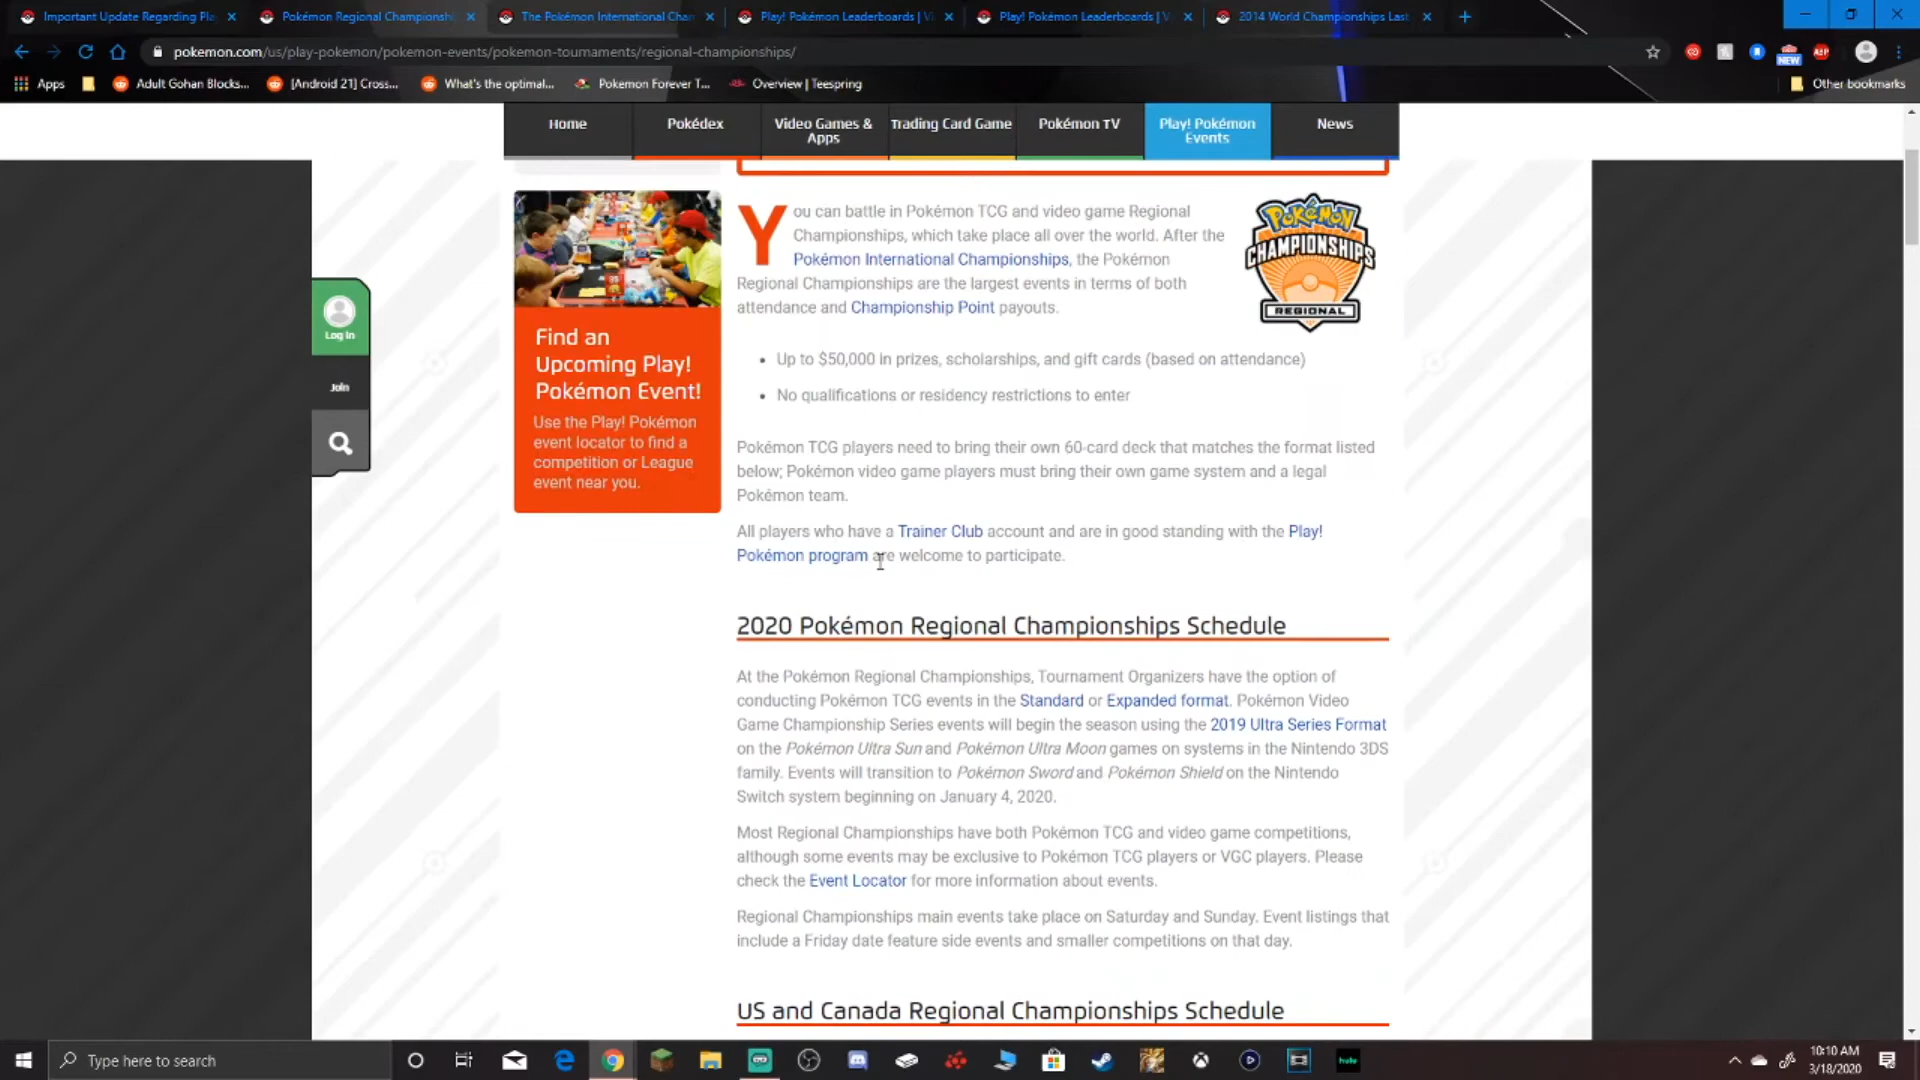 Important Update Regarding Pla
Pokémon Regional Championshi
The Pokémon International Cha
Play! Pokémon Leaderboards | Vi
Play! Pokémon Leaderboards | V
2014 World Championships Last
pokemon.com/us/play-pokemon/pokemon-events/pokemon-tournaments/regional-championships/
NEW
ABP
Apps
Adult Gohan Blocks...
[Android 21] Cross...
What's the optimal...
Pokemon Forever T...
Overview | Teespring
Other bookmarks
Home
Pokédex
Video Games &
Apps
Trading Card Game
Pokémon TV
Play! Pokémon
Events
News
Log In
Join
Find an
Upcoming Play!
Pokémon Event!
Use the Play! Pokémon
event locator to find a
competition or League
event near you.
You can battle in Pokémon TCG and video game Regional
Championships, which take place all over the world. After the
Pokémon International Championships, the Pokémon
Regional Championships are the largest events in terms of both
attendance and Championship Point payouts.
POKéMON
CHAMPIONSHIPS
REGIONAL
• Up to $50,000 in prizes, scholarships, and gift cards (based on attendance)
• No qualifications or residency restrictions to enter
Pokémon TCG players need to bring their own 60-card deck that matches the format listed
below; Pokémon video game players must bring their own game system and a legal
Pokémon team.
All players who have a Trainer Club account and are in good standing with the Play!
Pokémon program are welcome to participate.
2020 Pokémon Regional Championships Schedule
At the Pokémon Regional Championships, Tournament Organizers have the option of
conducting Pokémon TCG events in the Standard or Expanded format. Pokémon Video
Game Championship Series events will begin the season using the 2019 Ultra Series Format
on the Pokémon Ultra Sun and Pokémon Ultra Moon games on systems in the Nintendo 3DS
family. Events will transition to Pokémon Sword and Pokémon Shield on the Nintendo
Switch system beginning on January 4, 2020.
Most Regional Championships have both Pokémon TCG and video game competitions,
although some events may be exclusive to Pokémon TCG players or VGC players. Please
check the Event Locator for more information about events.
Regional Championships main events take place on Saturday and Sunday. Event listings that
include a Friday date feature side events and smaller competitions on that day.
US and Canada Regional Championships Schedule
Type here to search
hulu
10:10 AM
3/18/2020